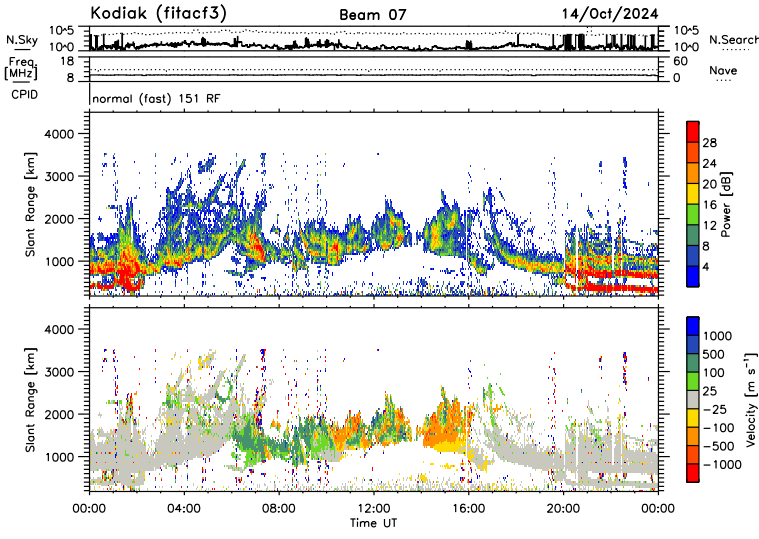 Kodiak (fitacf3) Beam 07 14/Oct/2024
N.Sky 10^5 10^0 10^5 10^0 N.Search
Freq. [MHz] 18 8 60 0 Nave
CPID normal (fast) 151 RF
Slant Range [km] 4000 3000 2000 1000
28 24 20 16 12 8 4 Power [dB]
Slant Range [km] 4000 3000 2000 1000
1000 500 100 25 −25 −100 −500 −1000 Velocity [m s⁻¹]
00:00 04:00 08:00 12:00 16:00 20:00 00:00
Time UT